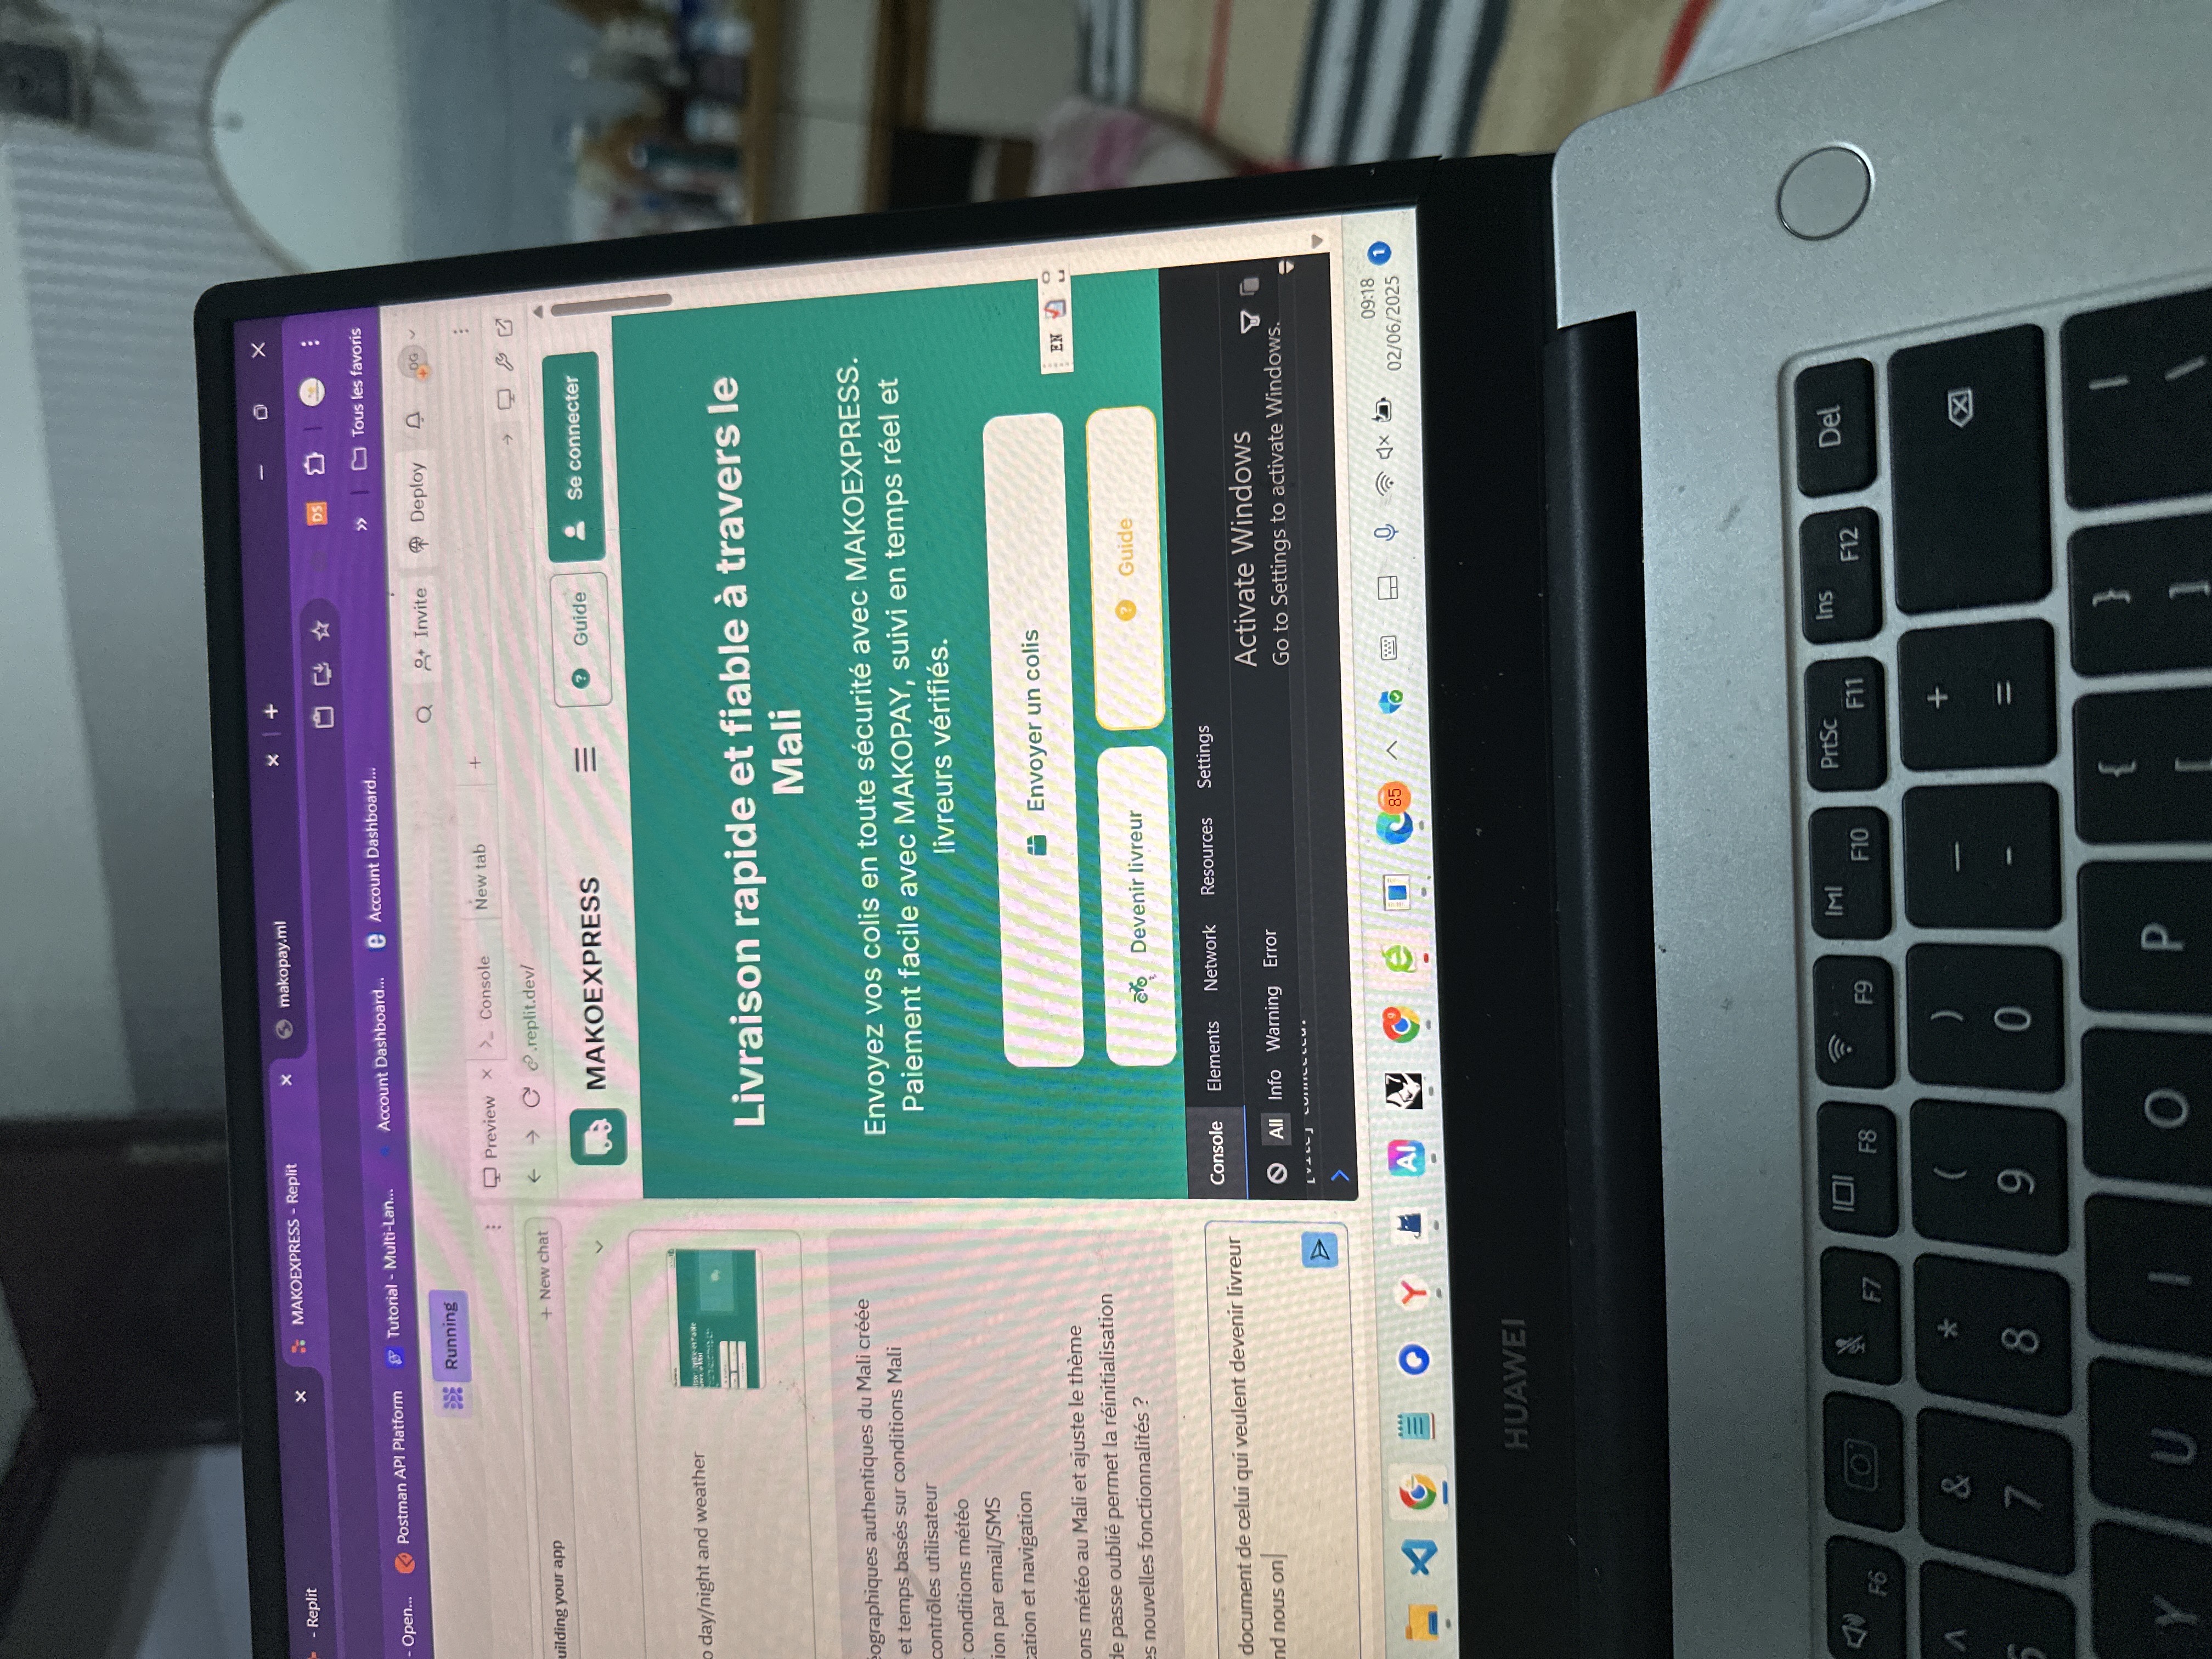 - Replit
MAKOEXPRESS - Replit
makopay.ml
DS
- Open...
Postman API Platform
Tutorial - Multi-Lan...
Account Dashboard...
Account Dashboard...
Tous les favoris
Running
Invite
Deploy
DG
Preview
Console
New tab
uilding your app
+ New chat
.replit.dev/
MAKOEXPRESS
Guide
Se connecter
o day/night and weather
Livraison rapide et fiable à travers le
Mali
Envoyez vos colis en toute sécurité avec MAKOEXPRESS.
Paiement facile avec MAKOPAY, suivi en temps réel et
livreurs vérifiés.
éographiques authentiques du Mali créée
et temps basés sur conditions Mali
contrôles utilisateur
conditions météo
ion par email/SMS
cation et navigation
ons météo au Mali et ajuste le thème
de passe oublié permet la réinitialisation
es nouvelles fonctionnalités ?
Envoyer un colis
EN
Devenir livreur
Guide
document de celui qui veulent devenir livreur
nd nous on
Console
Elements
Network
Resources
Settings
All
Info
Warning
Error
Activate Windows
Go to Settings to activate Windows.
AI
85
09:18
02/06/2025
1
HUAWEI
F6
F7
F8
F9
F10
PrtSc
F11
Ins
F12
Del
^
6
&
7
*
8
(
9
)
0
—
-
+
=
Y
U
I
O
P
{
[
}
]
|
\